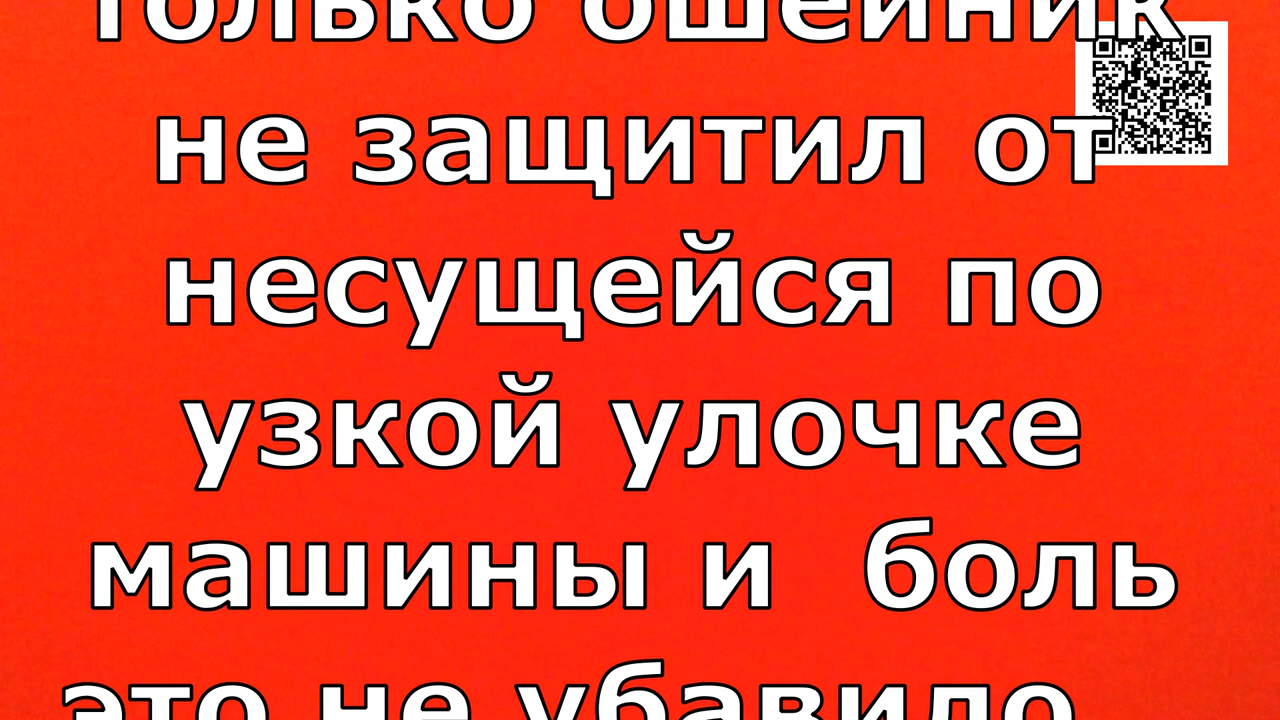 только ошейник
не защитил от
несущейся по
узкой улочке
машины и боль
это не убавило